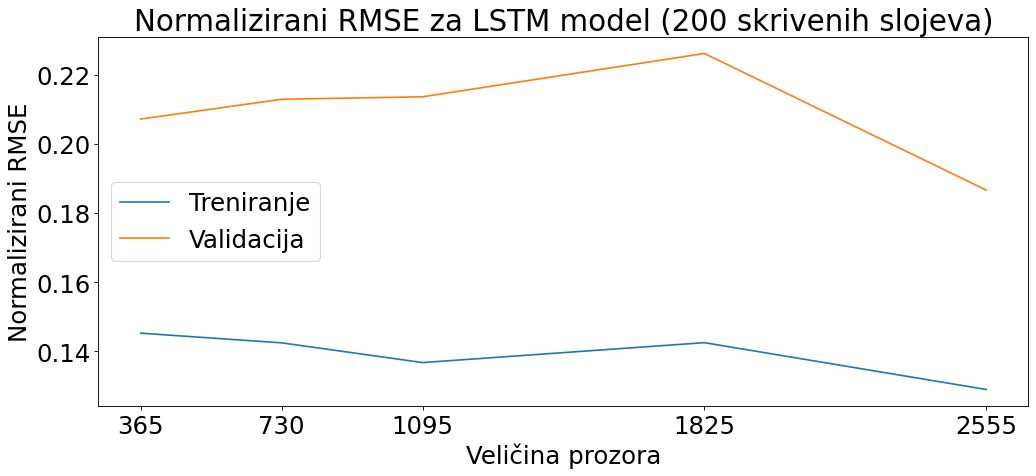 Normalizirani RMSE za LSTM model (200 skrivenih slojeva)
Normalizirani RMSE
0.22
0.20
0.18
0.16
0.14
Treniranje
Validacija
365 730 1095 1825 2555
Veličina prozora